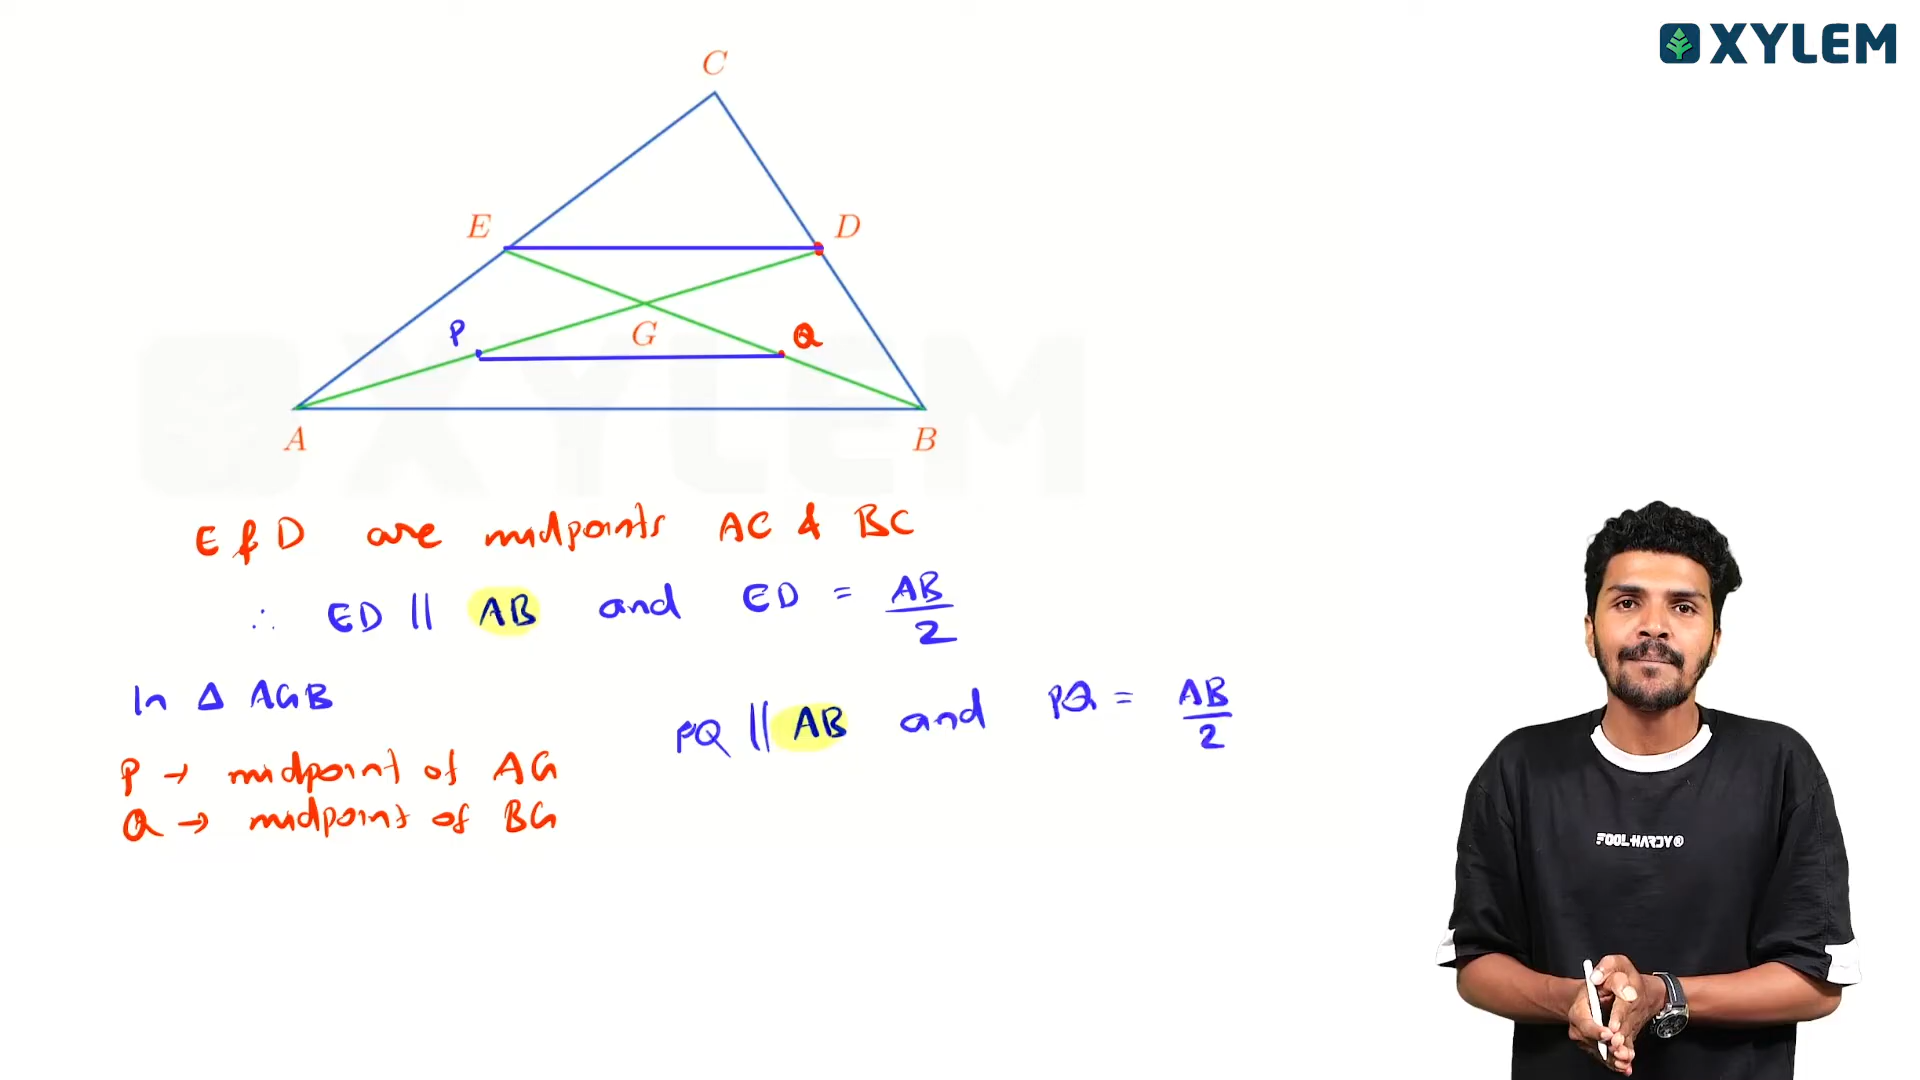 XYLEM
C
E
D
P
G
Q
A
B
XYLEM
E & D are midpoints AC & BC
∴ ED || AB and ED = AB/2
In Δ AGB
PQ || AB and PQ = AB/2
P → midpoint of AG
Q → midpoint of BG
FOOLHARDY®